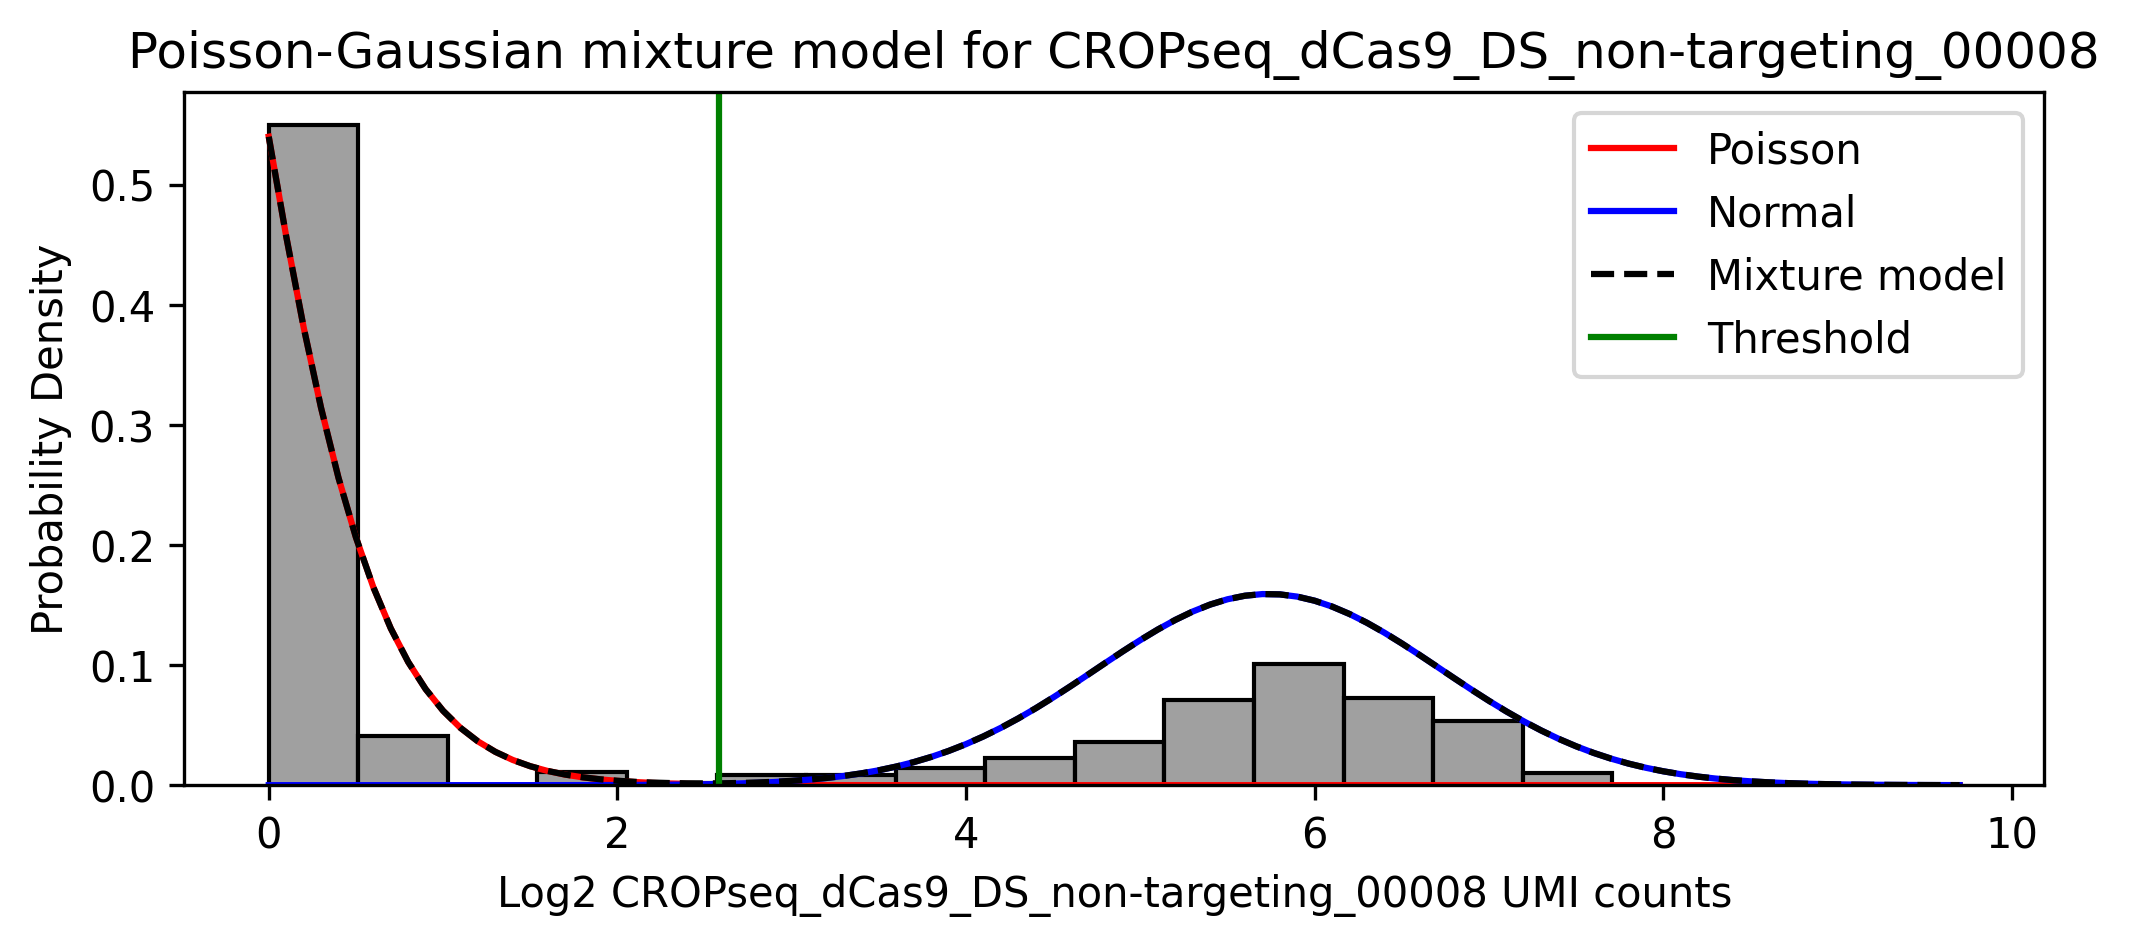 Poisson-Gaussian mixture model for CROPseq_dCas9_DS_non-targeting_00008
Poisson
Normal
Mixture model
Threshold
Probability Density
0.5
0.4
0.3
0.2
0.1
0.0
0 2 4 6 8 10
Log2 CROPseq_dCas9_DS_non-targeting_00008 UMI counts